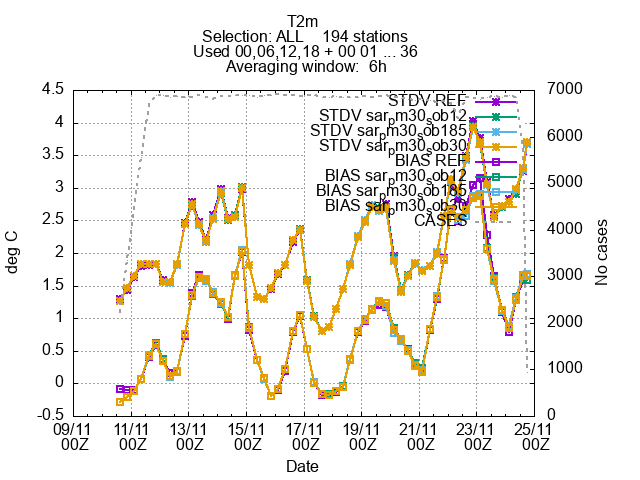 T2m
Selection: ALL 194 stations
Used 00,06,12,18 + 00 01 ... 36
Averaging window: 6h
4.5
4
3.5
3
2.5
2
1.5
1
0.5
0
-0.5
deg C
7000
6000
5000
4000
3000
2000
1000
0
No cases
STDV REF
STDV sar_pm30_sob12
STDV sar_pm30_sob185
STDV sar_pm30_sob30
BIAS REF
BIAS sar_pm30_sob12
BIAS sar_pm30_sob185
BIAS sar_pm30_sob30
CASES
09/11 11/11 13/11 15/11 17/11 19/11 21/11 23/11 25/11
00Z 00Z 00Z 00Z 00Z 00Z 00Z 00Z 00Z
Date